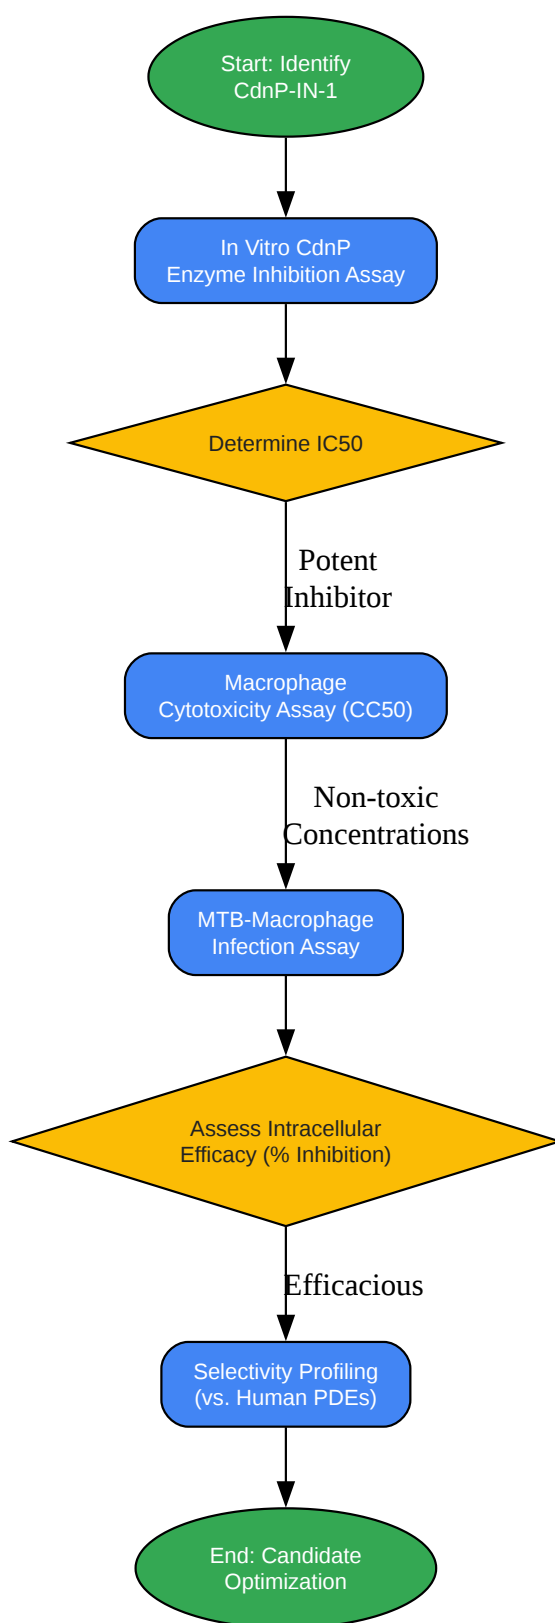 Start: Identify
CdnP-IN-1
In Vitro CdnP
Enzyme Inhibition Assay
Determine IC50
Potent
Inhibitor
Macrophage
Cytotoxicity Assay (CC50)
Non-toxic
Concentrations
MTB-Macrophage
Infection Assay
Assess Intracellular
Efficacy (% Inhibition)
Efficacious
Selectivity Profiling
(vs. Human PDEs)
End: Candidate
Optimization